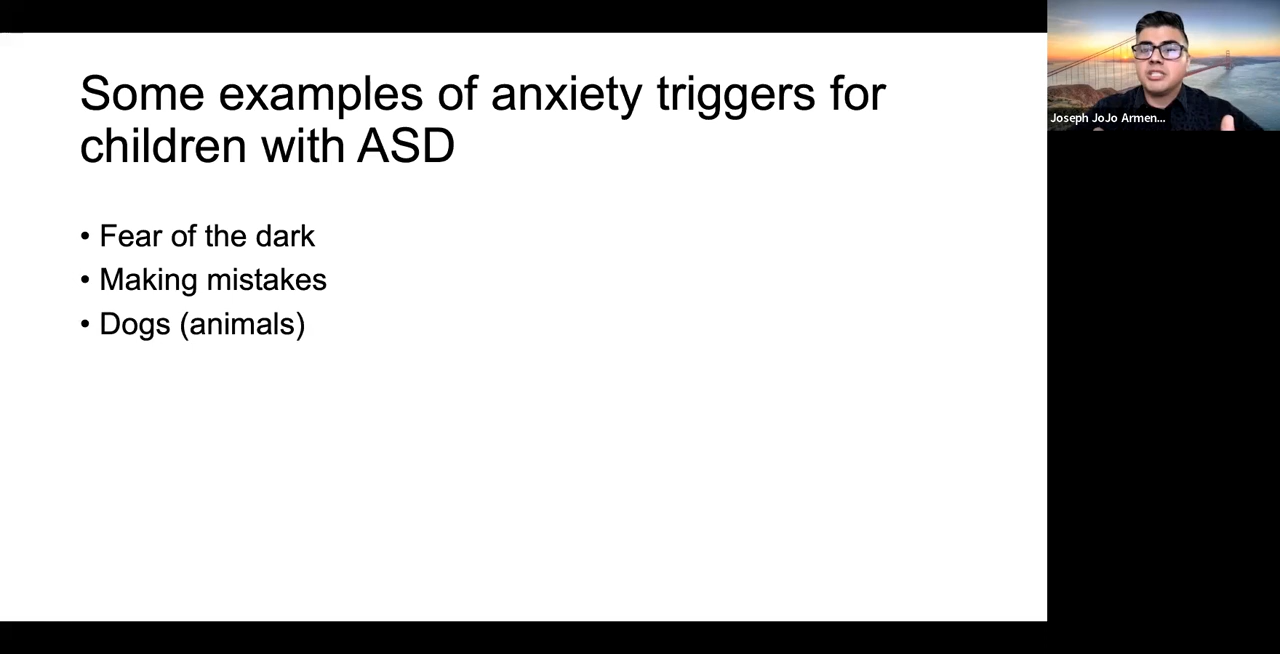 Some examples of anxiety triggers for
children with ASD
• Fear of the dark
• Making mistakes
• Dogs (animals)
Joseph JoJo Armen...